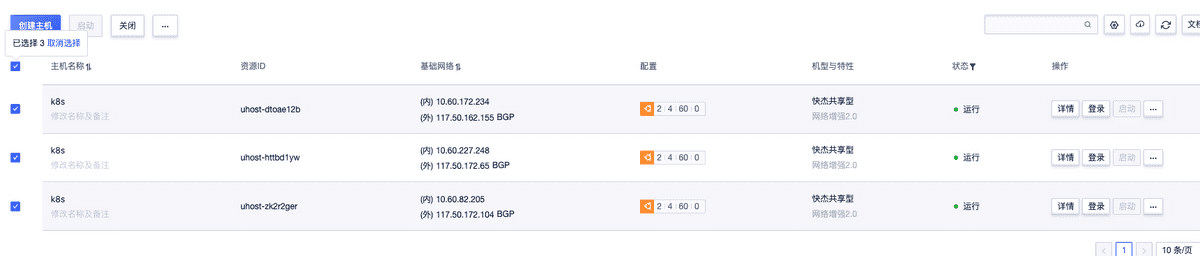 创建主机 启动 关闭 ...
已选择 3 取消选择
主机名称 资源ID 基础网络 配置 机型与特性 状态 操作
k8s
修改名称及备注
uhost-dtoae12b
(内) 10.60.172.234
(外) 117.50.162.155 BGP
2 4 60 0
快杰共享型
网络增强2.0
运行
详情 登录 启动 ...
k8s
修改名称及备注
uhost-httbd1yw
(内) 10.60.227.248
(外) 117.50.172.65 BGP
2 4 60 0
快杰共享型
网络增强2.0
运行
详情 登录 启动 ...
k8s
修改名称及备注
uhost-zk2r2ger
(内) 10.60.82.205
(外) 117.50.172.104 BGP
2 4 60 0
快杰共享型
网络增强2.0
运行
详情 登录 启动 ...
1 10 条/页